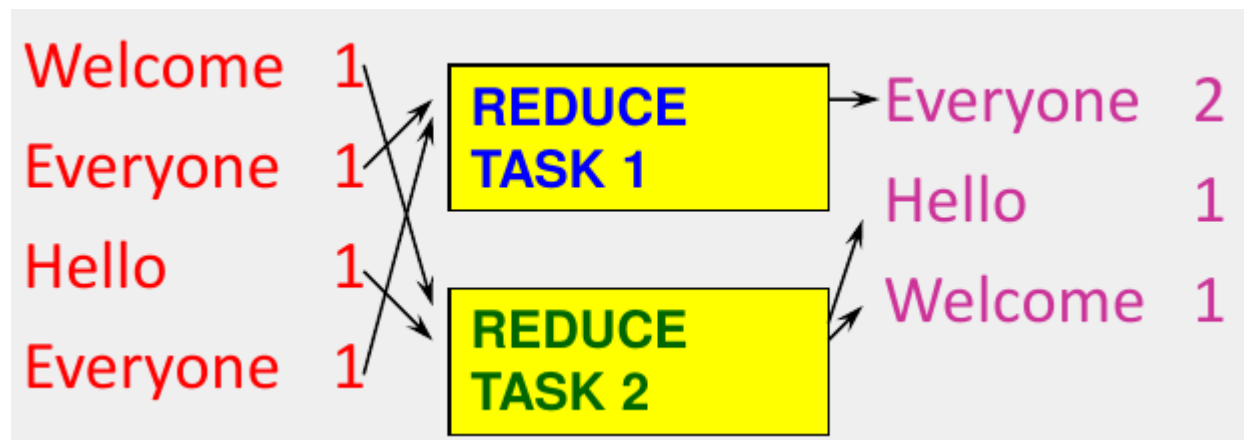 Welcome 1
Everyone 1
Hello 1
Everyone 1
REDUCE
TASK 1
REDUCE
TASK 2
Everyone 2
Hello 1
Welcome 1